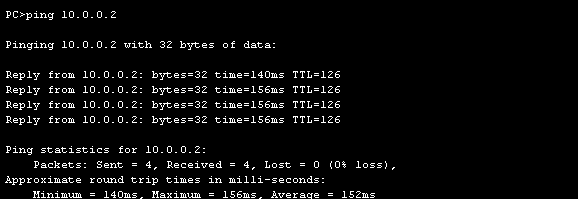 PC>ping 10.0.0.2
Pinging 10.0.0.2 with 32 bytes of data:
Reply from 10.0.0.2: bytes=32 time=140ms TTL=126
Reply from 10.0.0.2: bytes=32 time=156ms TTL=126
Reply from 10.0.0.2: bytes=32 time=156ms TTL=126
Reply from 10.0.0.2: bytes=32 time=156ms TTL=126
Ping statistics for 10.0.0.2:
Packets: Sent = 4, Received = 4, Lost = 0 (0% loss),
Approximate round trip times in milli-seconds:
Minimum = 140ms, Maximum = 156ms, Average = 152ms